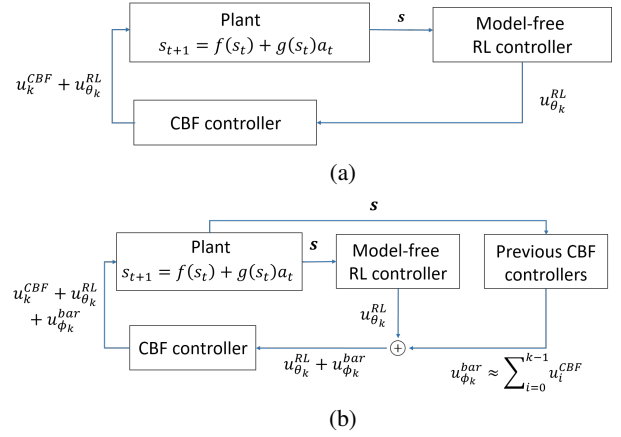 Plant
s_{t+1} = f(s_t) + g(s_t)a_t
s
Model-free
RL controller
u_k^{CBF} + u_{θ_k}^{RL}
u_{θ_k}^{RL}
CBF controller
(a)
s
Plant
s_{t+1} = f(s_t) + g(s_t)a_t
s
Model-free
RL controller
Previous CBF
controllers
u_k^{CBF} + u_{θ_k}^{RL}
+ u_{ϕ_k}^{bar}
u_{θ_k}^{RL}
CBF controller
+
u_{θ_k}^{RL} + u_{ϕ_k}^{bar}
u_{ϕ_k}^{bar} ≈ ∑_{i=0}^{k-1} u_i^{CBF}
(b)